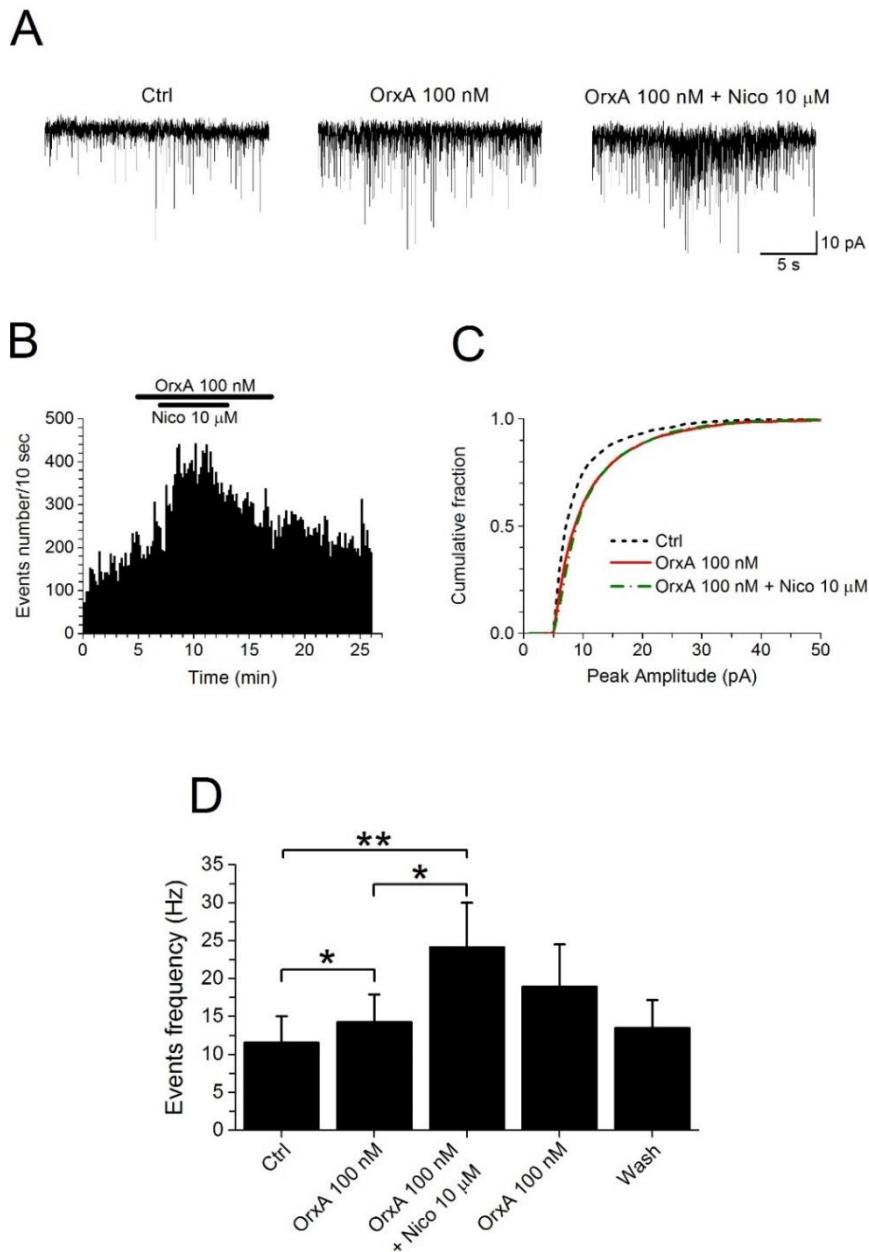 A
Ctrl
OrxA 100 nM
OrxA 100 nM + Nico 10 µM
10 pA
5 s
B
OrxA 100 nM
Nico 10 µM
500
400
300
200
100
0
Events number/10 sec
0
5
10
15
20
25
Time (min)
C
1.0
0.5
0.0
Cumulative fraction
Ctrl
OrxA 100 nM
OrxA 100 nM + Nico 10 µM
0
10
20
30
40
50
Peak Amplitude (pA)
D
**
*
*
35
30
25
20
15
10
5
0
Events frequency (Hz)
Ctrl
OrxA 100 nM
OrxA 100 nM
+ Nico 10 µM
OrxA 100 nM
Wash